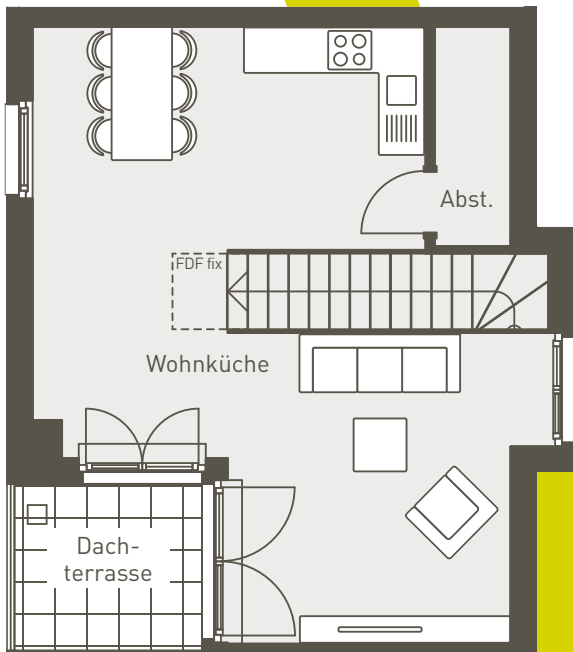 Abst.
FDF fix
Wohnküche
Dach-
terrasse